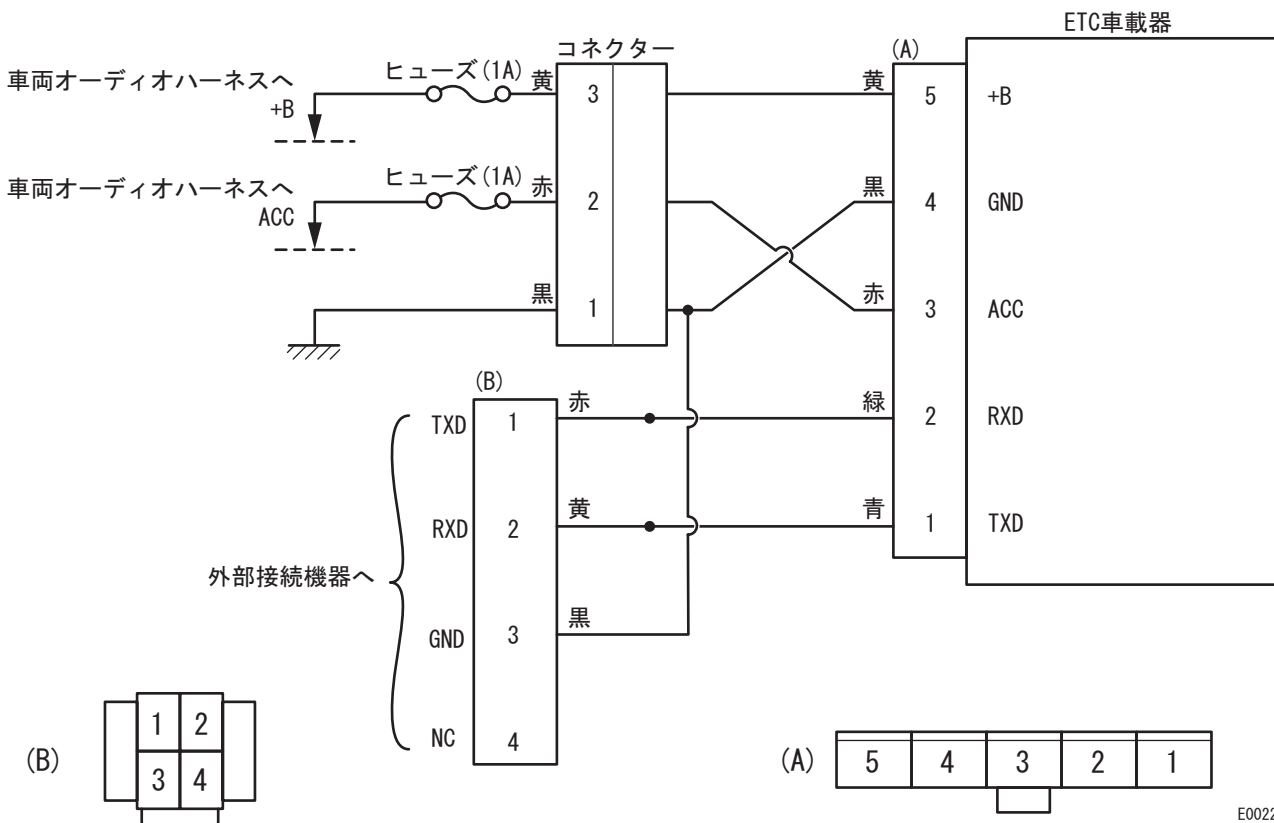 ETC車載器
コネクター
(A)
車両オーディオハーネスへ
+B
ヒューズ(1A)
黄
3
黄
5
+B
車両オーディオハーネスへ
ACC
ヒューズ(1A)
赤
2
黒
4
GND
黒
1
赤
3
ACC
(B)
TXD
1
赤
緑
2
RXD
RXD
2
黄
青
1
TXD
外部接続機器へ
GND
3
黒
NC
4
(B)
1 2
3 4
(A)
5 4 3 2 1
E0022